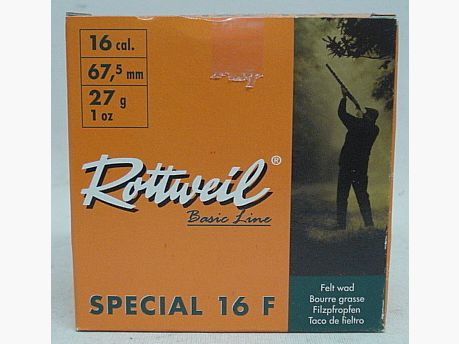 16 cal.
67,5 mm
27 g
1 oz
Rottweil®
Basic Line
SPECIAL 16 F
Felt wad
Bourre grasse
Filzpfropfen
Taco de fieltro